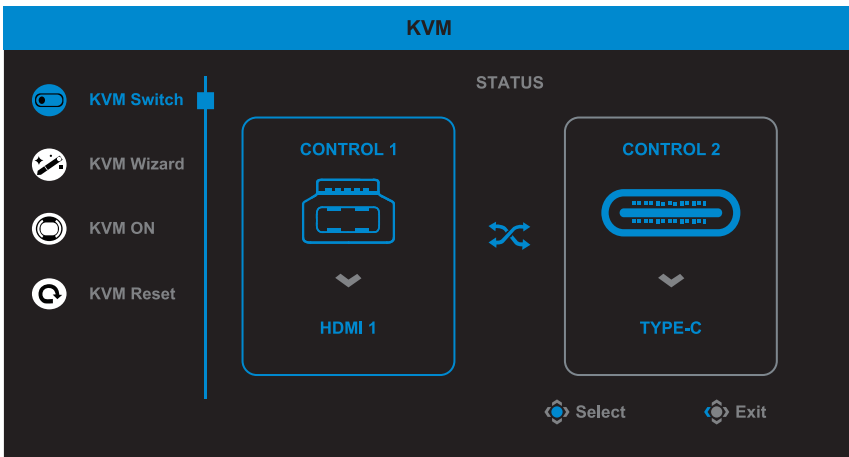 KVM
STATUS
KVM Switch
KVM Wizard
KVM ON
KVM Reset
CONTROL 1
HDMI 1
CONTROL 2
TYPE-C
Select
Exit